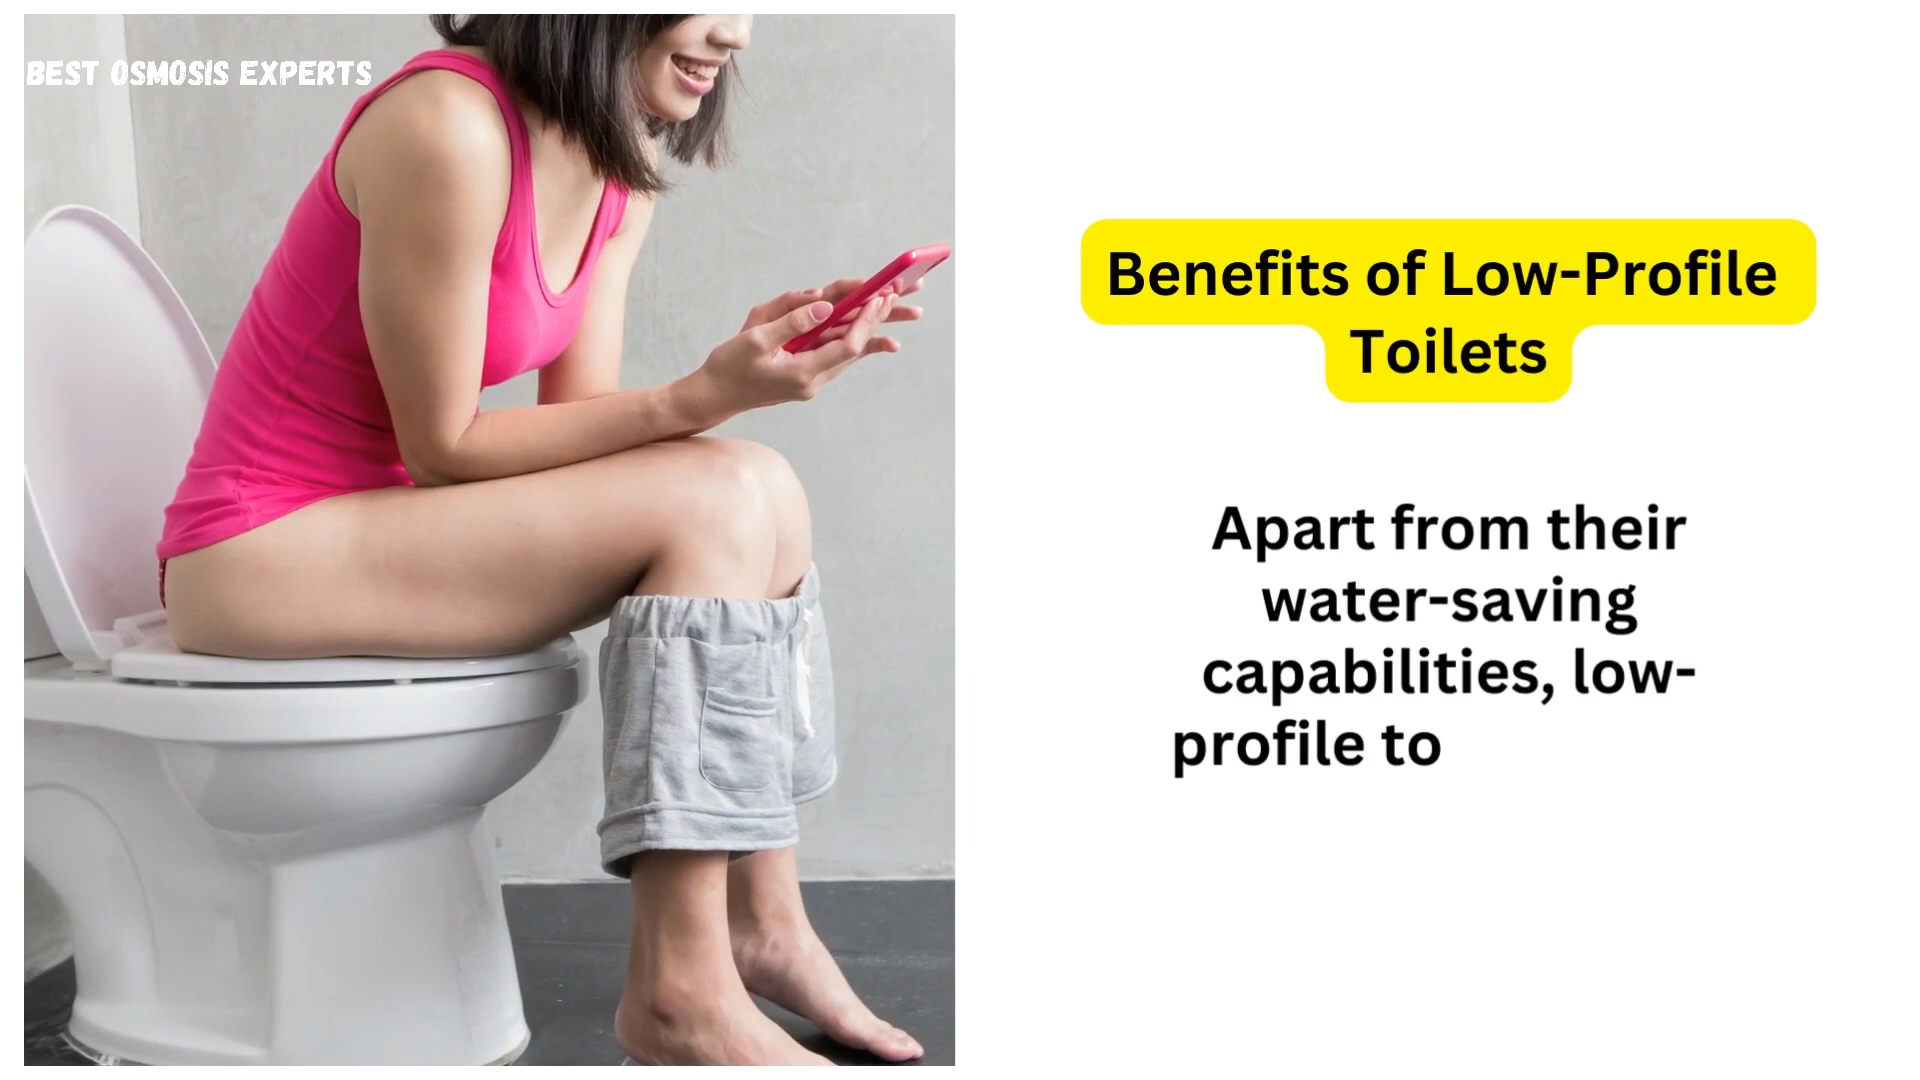 BEST OSMOSIS EXPERTS
Benefits of Low-Profile
Toilets
Apart from their
water-saving
capabilities, low-
profile to